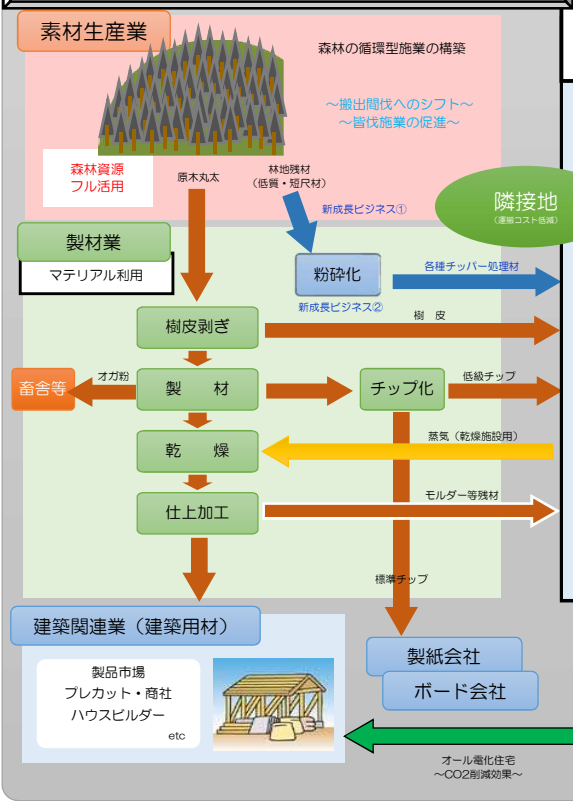 素材生産業
森林の循環型施業の構築
～搬出間伐へのシフト～
～皆伐施業の促進～
森林資源
フル活用
原木丸太
林地残材
（低質・短尺材）
新成長ビジネス①
隣接地
（運搬コスト低減）
製材業
マテリアル利用
粉砕化
各種チッパー処理材
新成長ビジネス②
樹皮剥ぎ
樹　皮
畜舎等
オガ粉
製　材
チップ化
低級チップ
乾　燥
蒸気（乾燥施設用）
仕上加工
モルダー等残材
標準チップ
建築関連業（建築用材）
製品市場
プレカット・商社
ハウスビルダー
etc
製紙会社
ボード会社
オール電化住宅
～CO2削減効果～